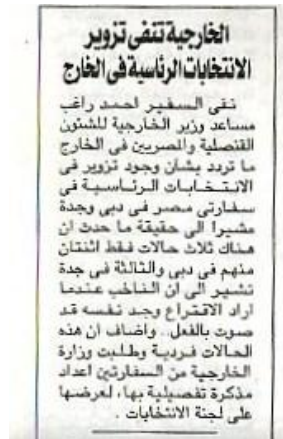 الخارجية تنفى تزوير
الانتخابات الرئاسية فى الخارج
نفى السفير احمد راغب
مساعد وزير الخارجية للشئون
القنصلية والمصريين فى الخارج
ما تردد بشأن وجود تزوير فى
الانتخابات الرئاسية فى
سفارتى مصر فى دبى وجدة
مشيرا الى حقيقة ما حدث ان
هناك ثلاث حالات فقط اثنتان
منهم فى دبى والثالثة فى جدة
تشير الى ان الناخب عندما
اراد الاقتراع وجد نفسه قد
صوت بالفعل.. واضاف ان هذه
الحالات فردية وطلبت وزارة
الخارجية من السفارتين اعداد
مذكرة تفصيلية بها، لعرضها
على لجنة الانتخابات .